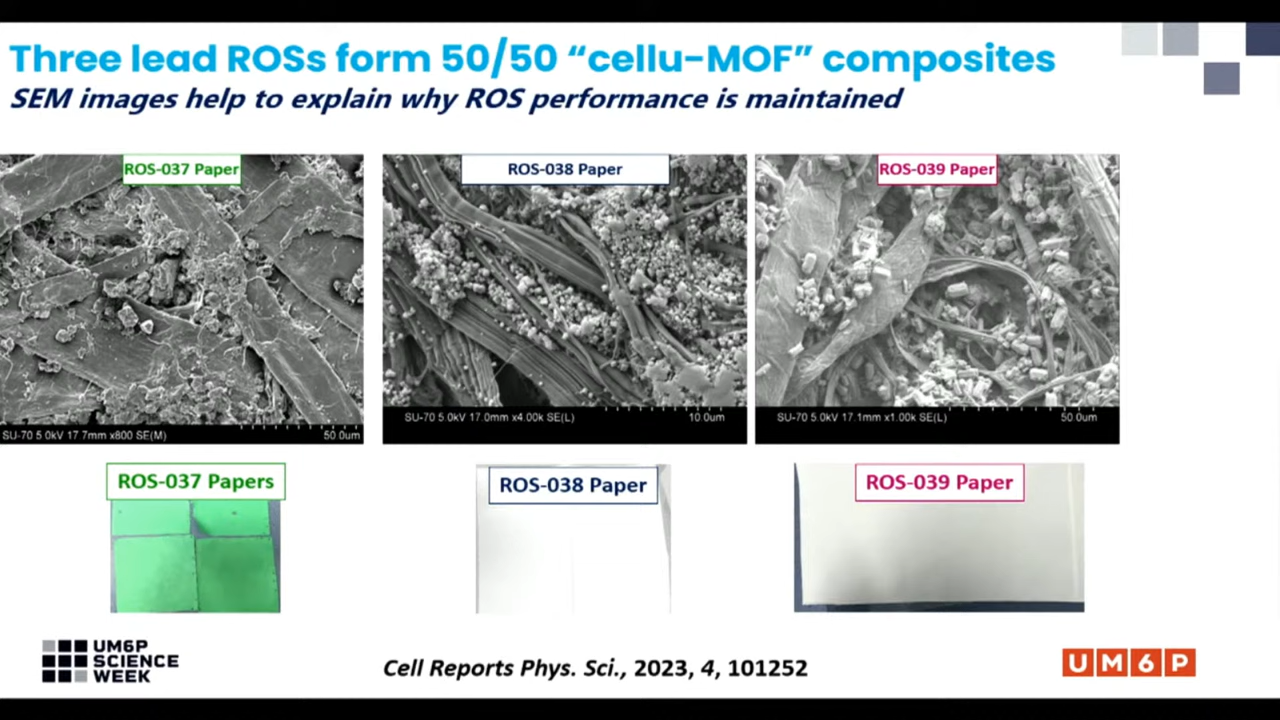 Three lead ROSs form 50/50 “cellu-MOF” composites
SEM images help to explain why ROS performance is maintained
ROS-037 Paper
ROS-038 Paper
ROS-039 Paper
SU-70 5.0kV 17.7mm x800 SE(M)
50.0um
SU-70 5.0kV 17.0mm x4.00k SE(L)
10.0um
SU-70 5.0kV 17.1mm x1.00k SE(L)
50.0um
ROS-037 Papers
ROS-038 Paper
ROS-039 Paper
UM6P
SCIENCE
WEEK
Cell Reports Phys. Sci., 2023, 4, 101252
UM6P